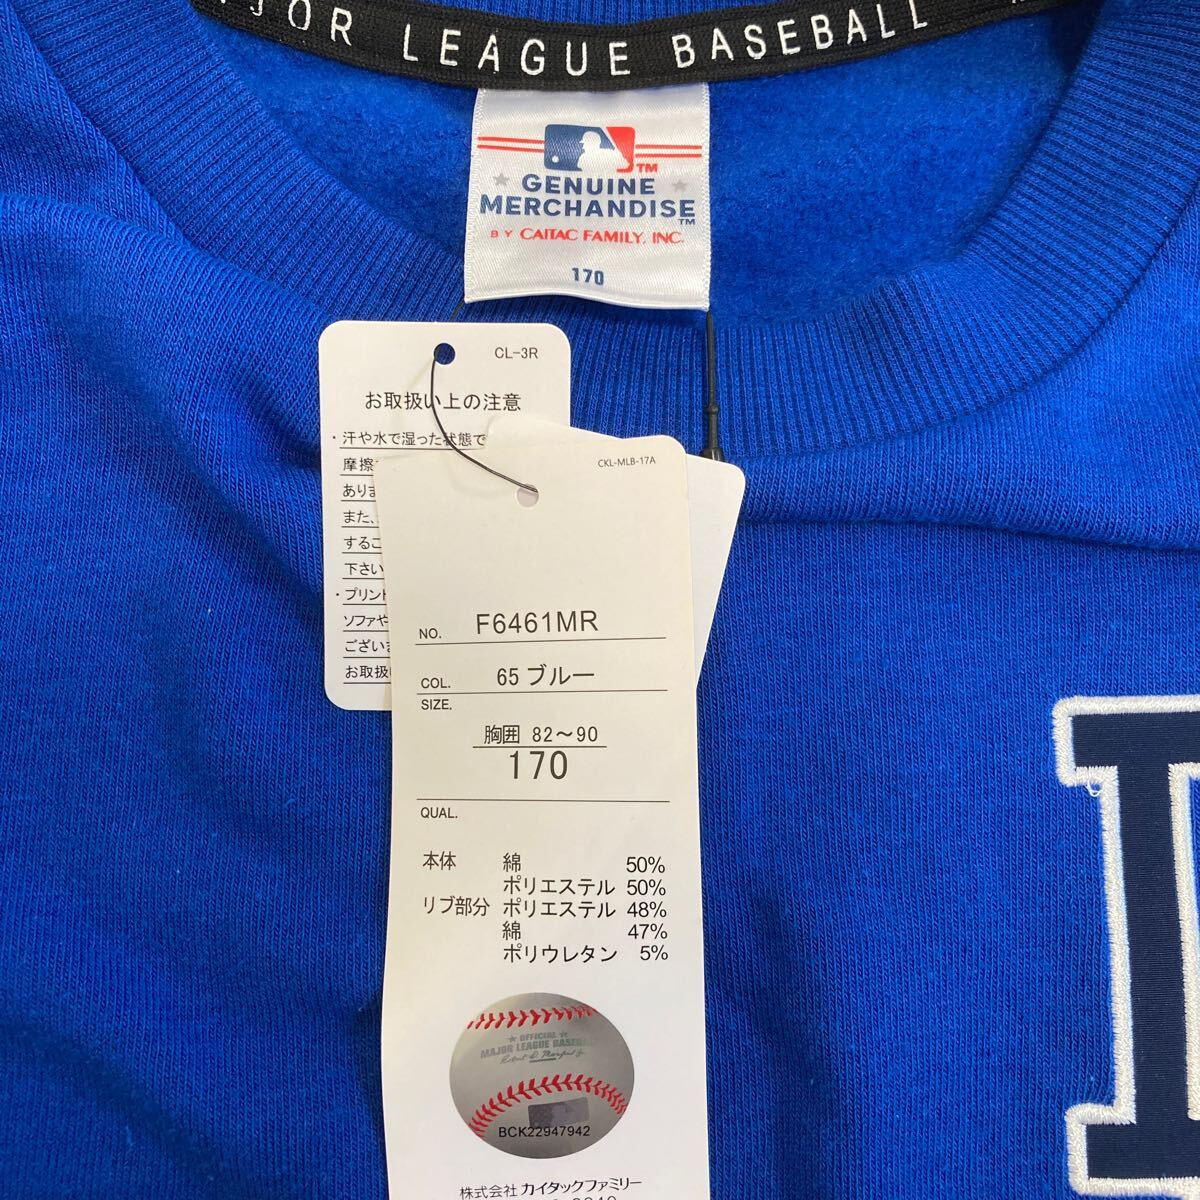 JOR LEAGUE BASEBALL
TM
GENUINE
MERCHANDISE
TM
BY CAITAC FAMILY, INC.
170
CL-3R
お取扱い上の注意
・汗や水で湿った状態で
摩擦
ありま
また、
するこ
下さい
・プリント
ソファや
ござい
お取扱い
CKL-MLB-17A
NO. F6461MR
COL. 65 ブルー
SIZE.
胸囲 82～90
170
QUAL.
本体 綿 50%
ポリエステル 50%
リブ部分 ポリエステル 48%
綿 47%
ポリウレタン 5%
OFFICIAL
MAJOR LEAGUE BASEBALL
BCK22947942
株式会社 カイタックファミリー